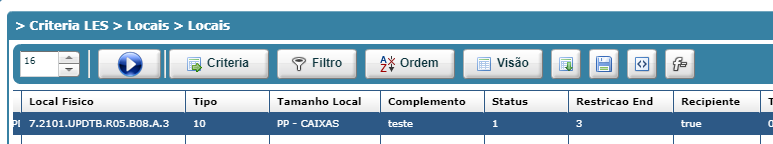 > Criteria LES > Locais > Locais
16 Criteria Filtro Ordem Visão
Local Fisico Tipo Tamanho Local Complemento Status Restricao End Recipiente
7.2101.UPDTB.R05.B08.A.3 10 PP - CAIXAS teste 1 3 true